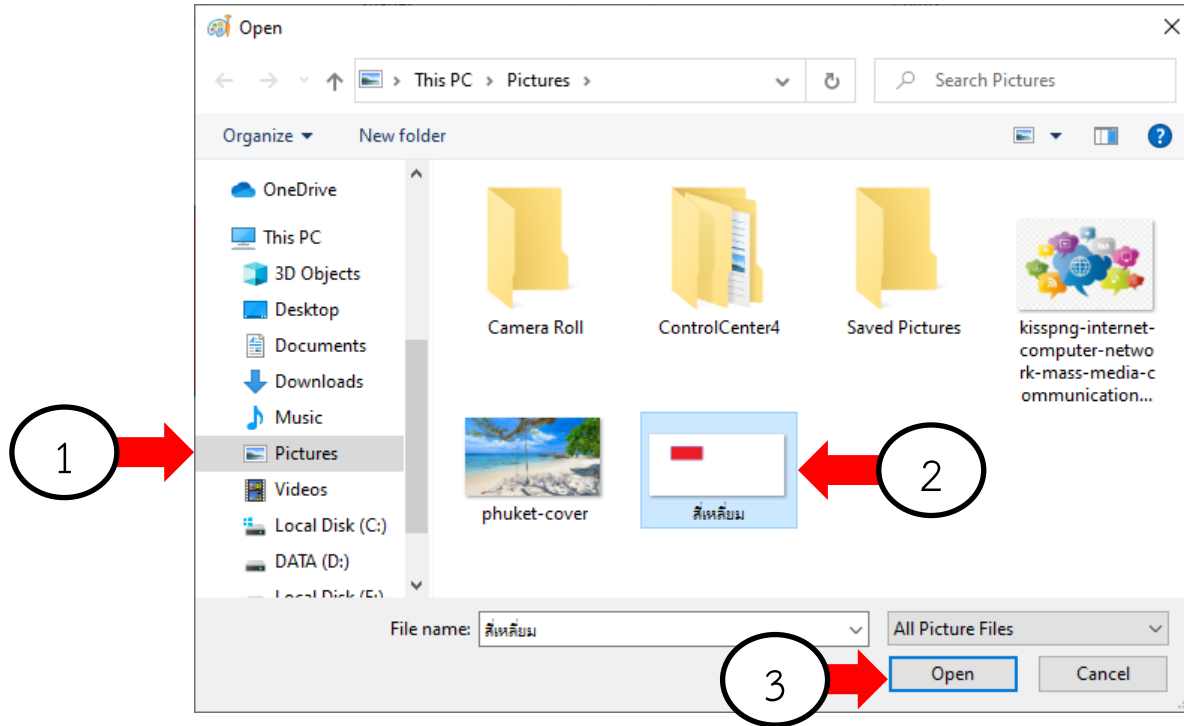 Open
This PC > Pictures >
Search Pictures
Organize
New folder
OneDrive
This PC
3D Objects
Desktop
Documents
Downloads
Music
Pictures
Videos
Local Disk (C:)
DATA (D:)
Local Disk (E:)
Camera Roll
ControlCenter4
Saved Pictures
kisspng-internet-
computer-netwo
rk-mass-media-c
ommunication...
phuket-cover
สี่เหลี่ยม
1
2
File name:
สี่เหลี่ยม
All Picture Files
3
Open
Cancel